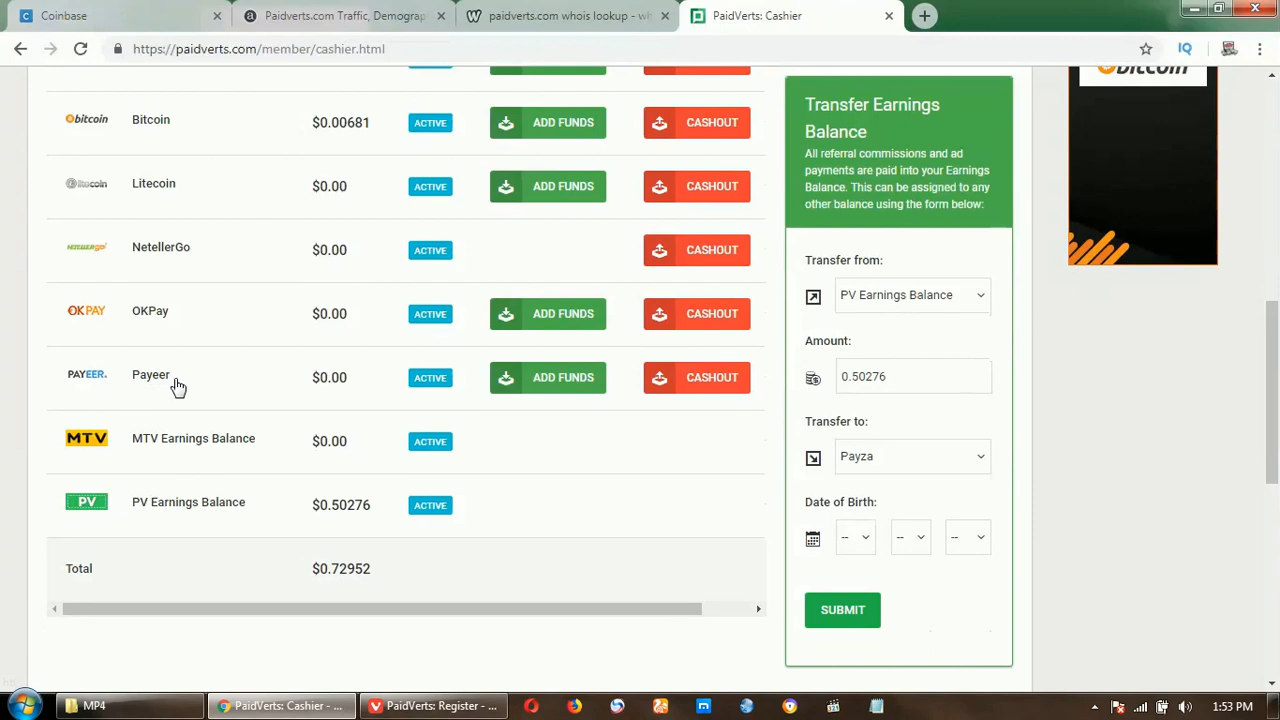 Coinbase
Paidverts.com Traffic, Demograp
paidverts.com whois lookup - wh
PaidVerts: Cashier
https://paidverts.com/member/cashier.html
IQ
bitcoin
bitcoin Bitcoin $0.00681 ACTIVE ADD FUNDS CASHOUT
litecoin Litecoin $0.00 ACTIVE ADD FUNDS CASHOUT
NETELLERGO! NetellerGo $0.00 ACTIVE CASHOUT
OKPAY OKPay $0.00 ACTIVE ADD FUNDS CASHOUT
PAYEER. Payeer $0.00 ACTIVE ADD FUNDS CASHOUT
MTV MTV Earnings Balance $0.00 ACTIVE
PV PV Earnings Balance $0.50276 ACTIVE
Total $0.72952
Transfer Earnings
Balance
All referral commissions and ad
payments are paid into your Earnings
Balance. This can be assigned to any
other balance using the form below:
Transfer from:
PV Earnings Balance
Amount:
0.50276
Transfer to:
Payza
Date of Birth:
-- -- --
SUBMIT
MP4
PaidVerts: Cashier - ...
PaidVerts: Register - ...
1:53 PM